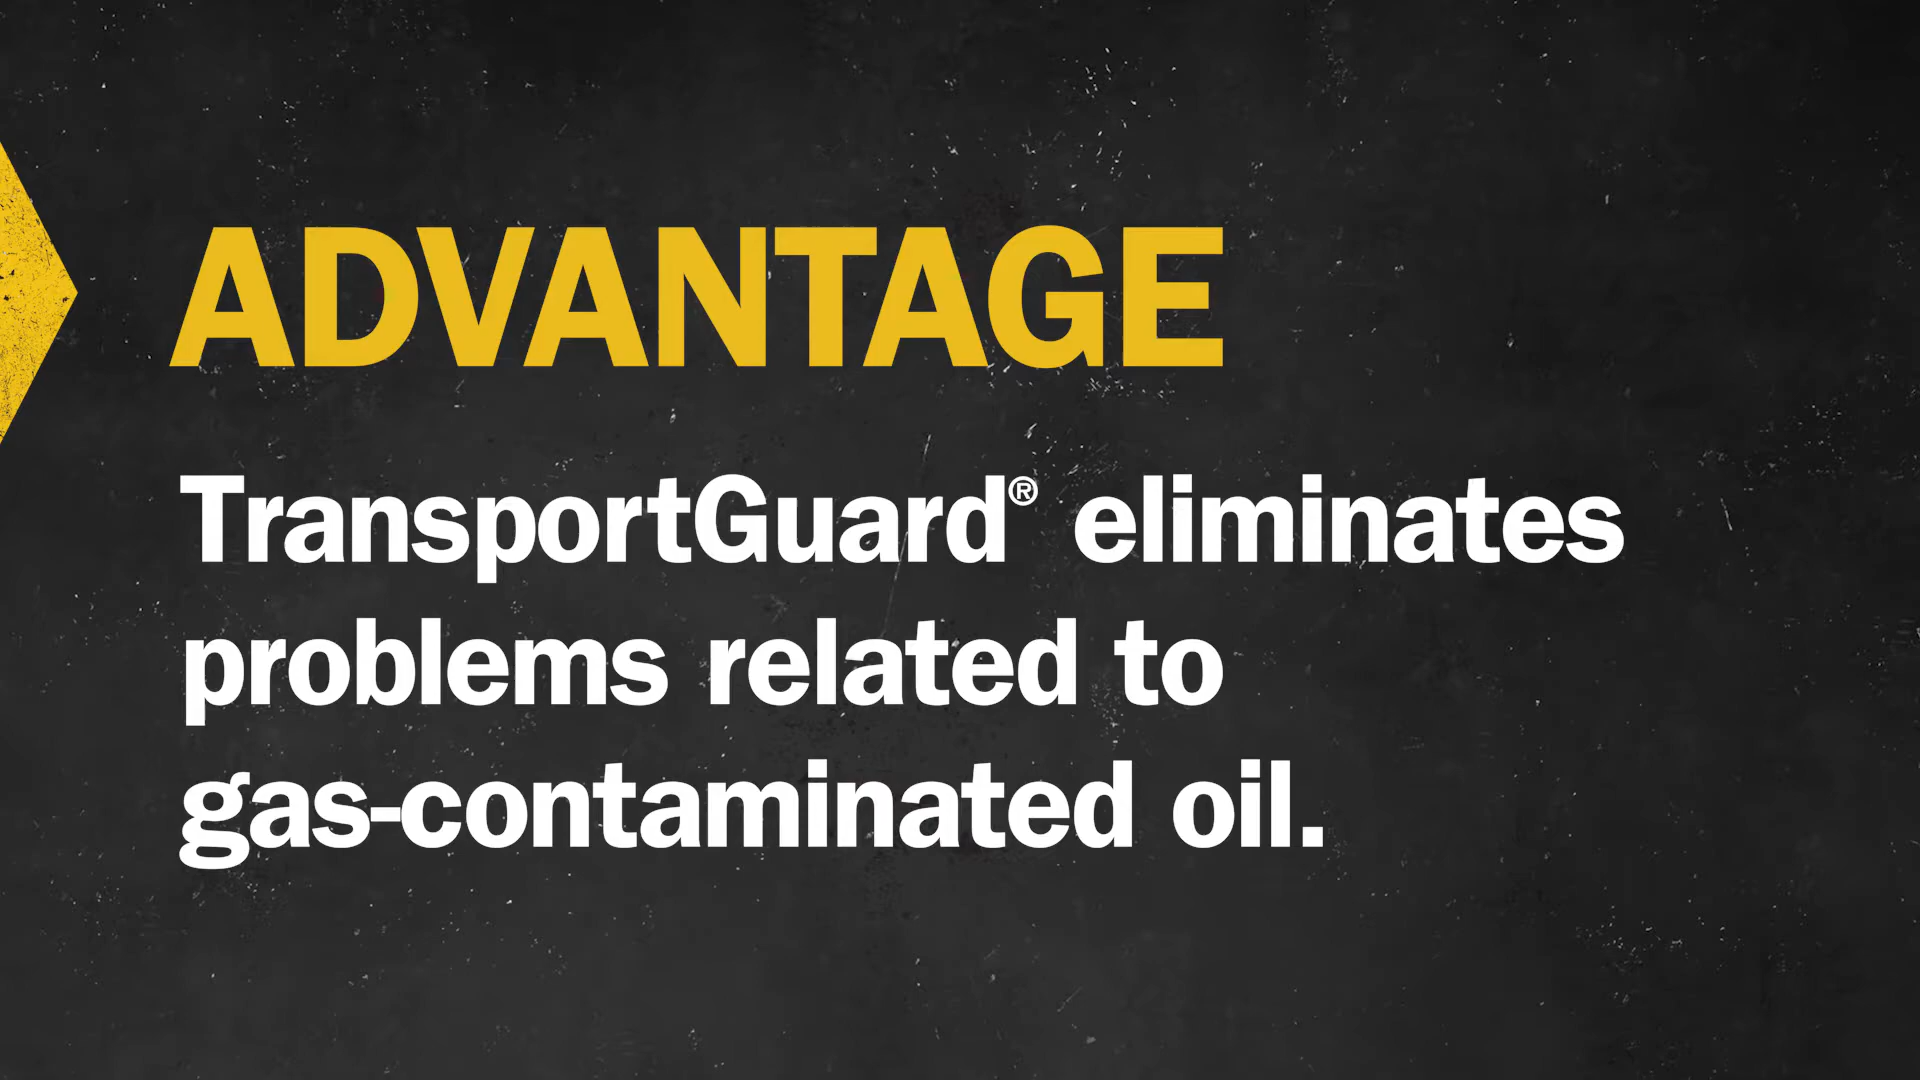 ADVANTAGE
TransportGuard® eliminates
problems related to
gas-contaminated oil.